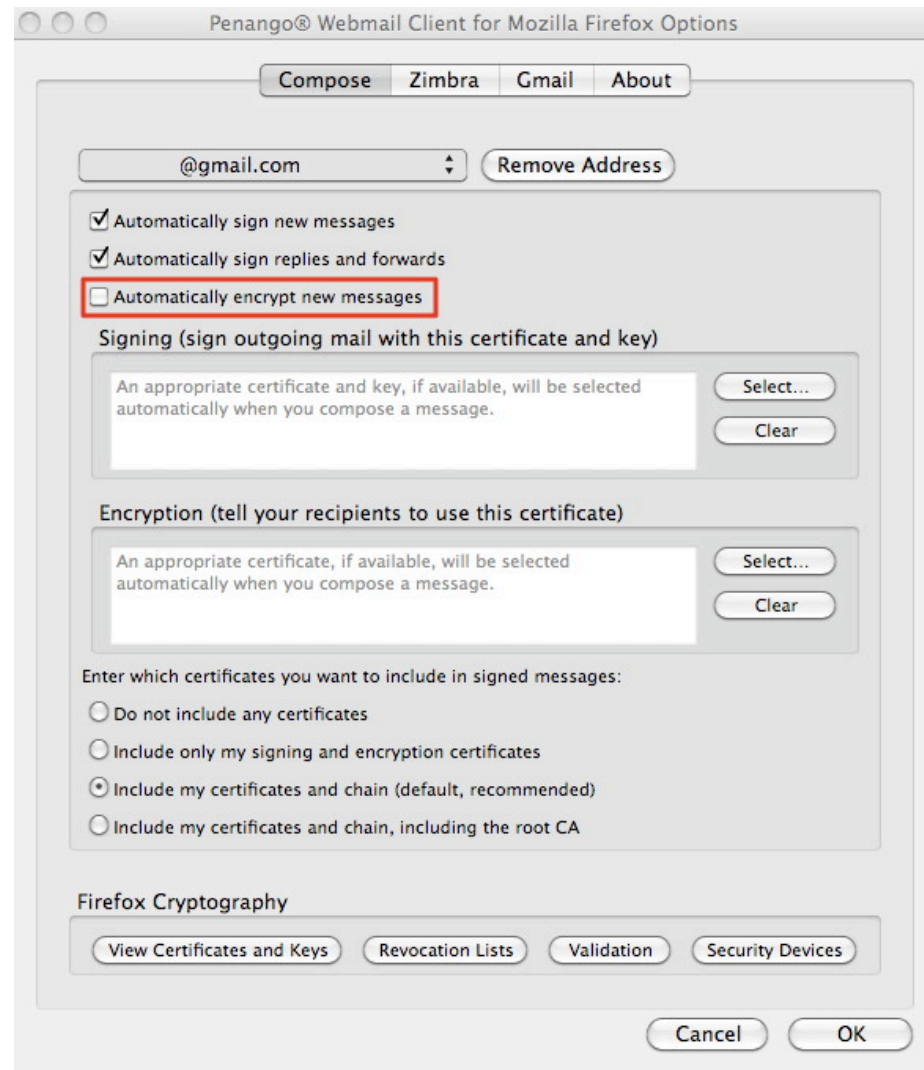 Penango® Webmail Client for Mozilla Firefox Options
Compose Zimbra Gmail About
@gmail.com Remove Address
Automatically sign new messages
Automatically sign replies and forwards
Automatically encrypt new messages
Signing (sign outgoing mail with this certificate and key)
An appropriate certificate and key, if available, will be selected
automatically when you compose a message.
Select...
Clear
Encryption (tell your recipients to use this certificate)
An appropriate certificate, if available, will be selected
automatically when you compose a message.
Select...
Clear
Enter which certificates you want to include in signed messages:
Do not include any certificates
Include only my signing and encryption certificates
Include my certificates and chain (default, recommended)
Include my certificates and chain, including the root CA
Firefox Cryptography
View Certificates and Keys Revocation Lists Validation Security Devices
Cancel OK